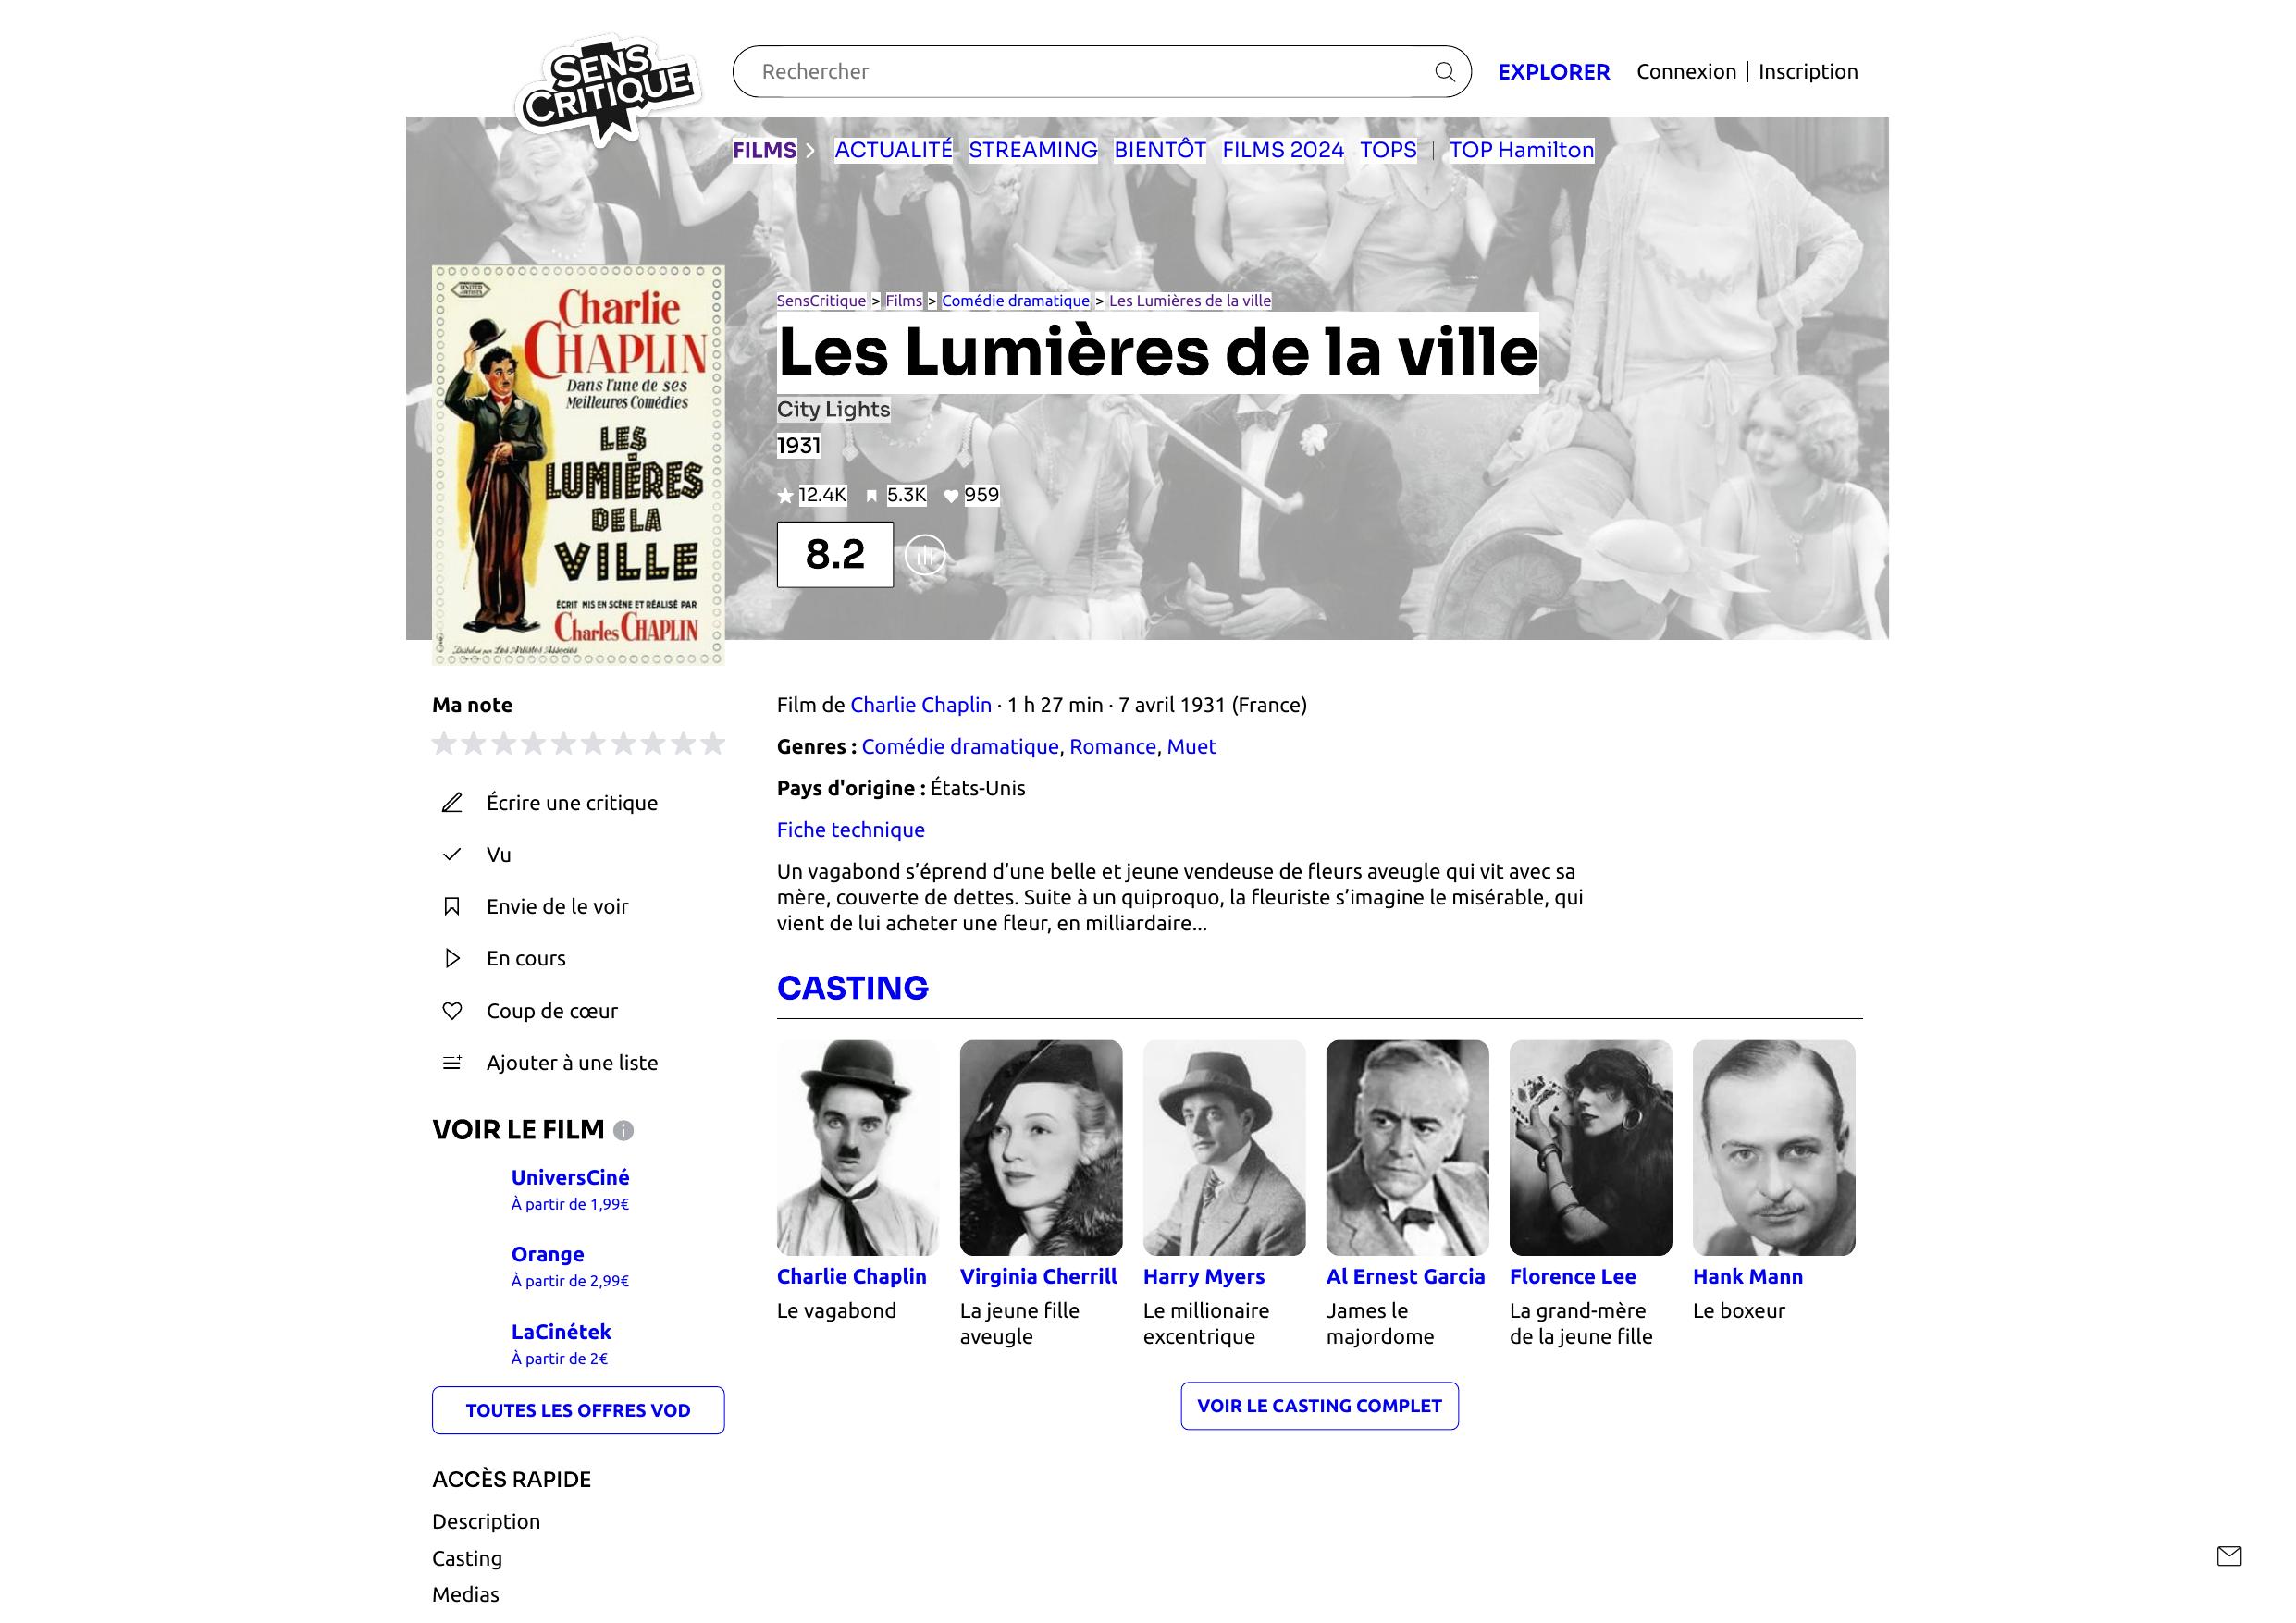 SENS
CRITIQUE
Rechercher
EXPLORER
Connexion | Inscription
FILMS
ACTUALITÉ STREAMING BIENTÔT FILMS 2024 TOPS | TOP Hamilton
UNITED
ARTISTS
Charlie
CHAPLIN
Dans l'une de ses
Meilleures Comédies
LES
LUMIÈRES
DE LA
VILLE
ÉCRIT MIS EN SCÈNE ET RÉALISÉ PAR
Charles CHAPLIN
Distribué par Les Artistes Associés
SensCritique > Films > Comédie dramatique > Les Lumières de la ville
Les Lumières de la ville
City Lights
1931
12.4K 5.3K 959
8.2
Ma note
Écrire une critique
Vu
Envie de le voir
En cours
Coup de cœur
Ajouter à une liste
VOIR LE FILM
UniversCiné
À partir de 1,99€
Orange
À partir de 2,99€
LaCinétek
À partir de 2€
TOUTES LES OFFRES VOD
ACCÈS RAPIDE
Description
Casting
Medias
Film de Charlie Chaplin · 1 h 27 min · 7 avril 1931 (France)
Genres : Comédie dramatique, Romance, Muet
Pays d'origine : États-Unis
Fiche technique
Un vagabond s’éprend d’une belle et jeune vendeuse de fleurs aveugle qui vit avec sa
mère, couverte de dettes. Suite à un quiproquo, la fleuriste s’imagine le misérable, qui
vient de lui acheter une fleur, en milliardaire...
CASTING
Charlie Chaplin
Le vagabond
Virginia Cherrill
La jeune fille
aveugle
Harry Myers
Le millionaire
excentrique
Al Ernest Garcia
James le
majordome
Florence Lee
La grand-mère
de la jeune fille
Hank Mann
Le boxeur
VOIR LE CASTING COMPLET